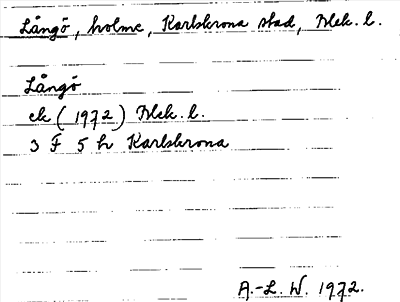 Långö, holme, Karlskrona stad, Blek. l.
Långö
ek (1972) Blek. l.
3 F 5 h Karlskrona
A.-L. W. 1972.